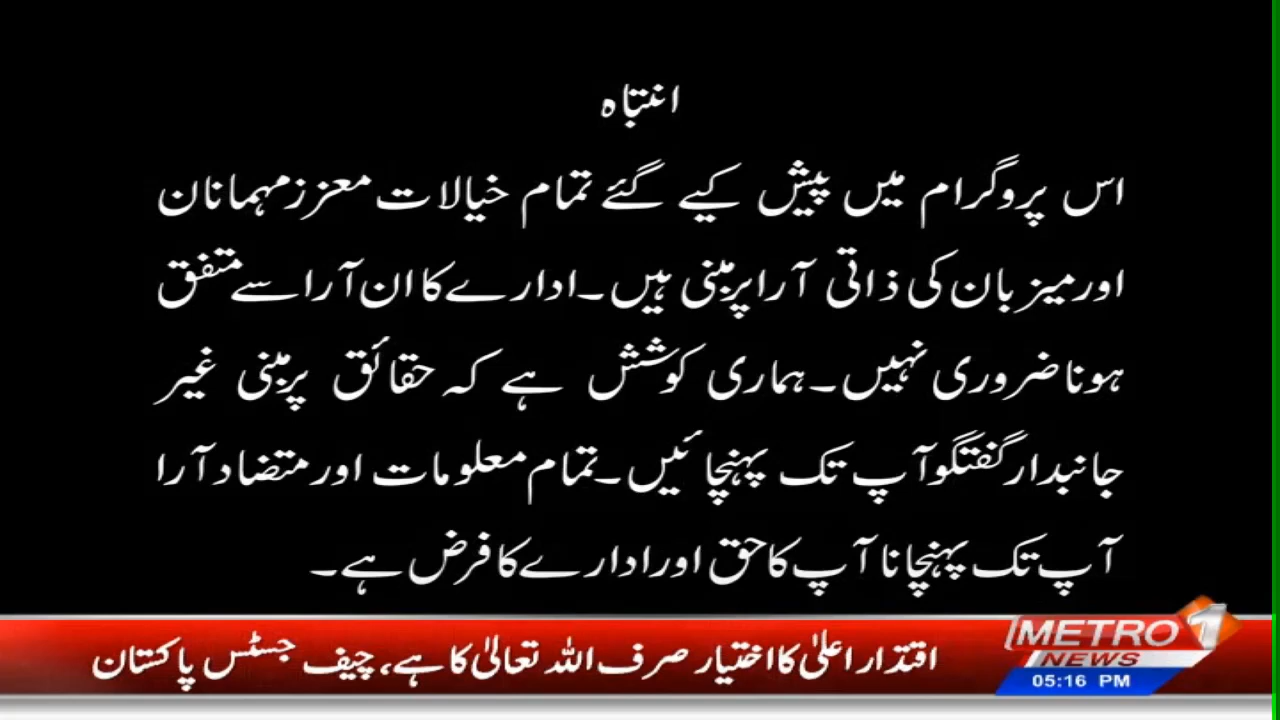 انتباہ
اس پروگرام میں پیش کیے گئے تمام خیالات معزز مہمانان
اور میزبان کی ذاتی آرا پر مبنی ہیں۔ ادارے کا ان آرا سے متفق
ہونا ضروری نہیں۔ ہماری کوشش ہے کہ حقائق پر مبنی غیر
جانبدار گفتگو آپ تک پہنچائیں۔ تمام معلومات اور متضاد آرا
آپ تک پہنچانا آپ کا حق اور ادارے کا فرض ہے۔
اقتدار اعلیٰ کا اختیار صرف اللہ تعالیٰ کا ہے، چیف جسٹس پاکستان
METRO 1
NEWS
05:16 PM